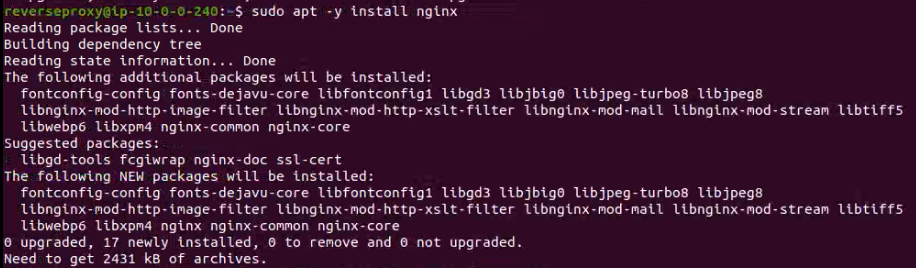 reverseproxy@ip-10-0-0-240:~$ sudo apt -y install nginx
Reading package lists... Done
Building dependency tree
Reading state information... Done
The following additional packages will be installed:
  fontconfig-config fonts-dejavu-core libfontconfig1 libgd3 libjbig0 libjpeg-turbo8 libjpeg8
  libnginx-mod-http-image-filter libnginx-mod-http-xslt-filter libnginx-mod-mail libnginx-mod-stream libtiff5
  libwebp6 libxpm4 nginx-common nginx-core
Suggested packages:
  libgd-tools fcgiwrap nginx-doc ssl-cert
The following NEW packages will be installed:
  fontconfig-config fonts-dejavu-core libfontconfig1 libgd3 libjbig0 libjpeg-turbo8 libjpeg8
  libnginx-mod-http-image-filter libnginx-mod-http-xslt-filter libnginx-mod-mail libnginx-mod-stream libtiff5
  libwebp6 libxpm4 nginx nginx-common nginx-core
0 upgraded, 17 newly installed, 0 to remove and 0 not upgraded.
Need to get 2431 kB of archives.